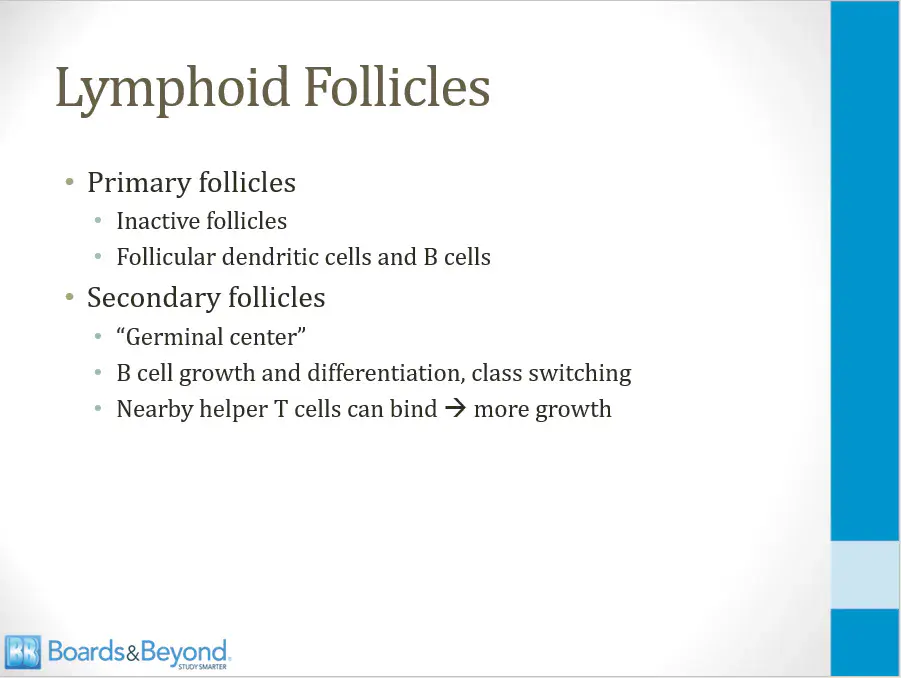 Lymphoid Follicles
• Primary follicles
• Inactive follicles
• Follicular dendritic cells and B cells
• Secondary follicles
• “Germinal center”
• B cell growth and differentiation, class switching
• Nearby helper T cells can bind → more growth
BB Boards&Beyond.
STUDY SMARTER